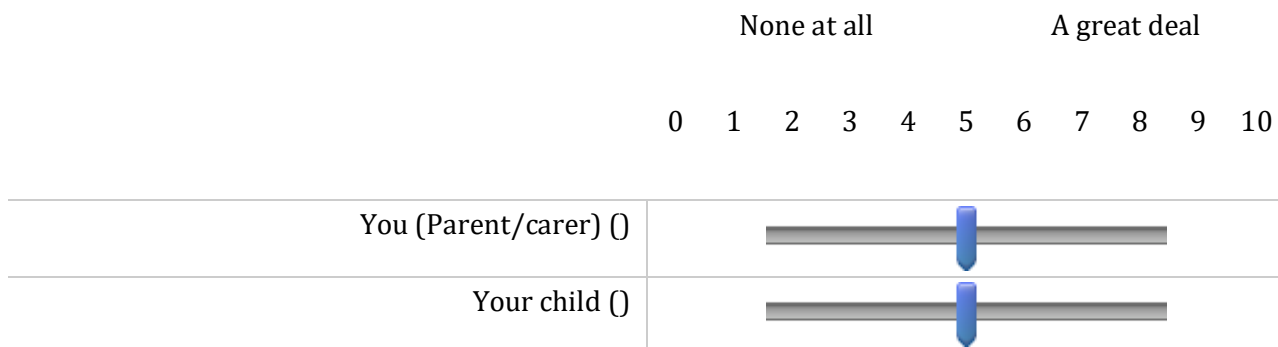 None at all A great deal
0 1 2 3 4 5 6 7 8 9 10
You (Parent/carer) ()
Your child ()